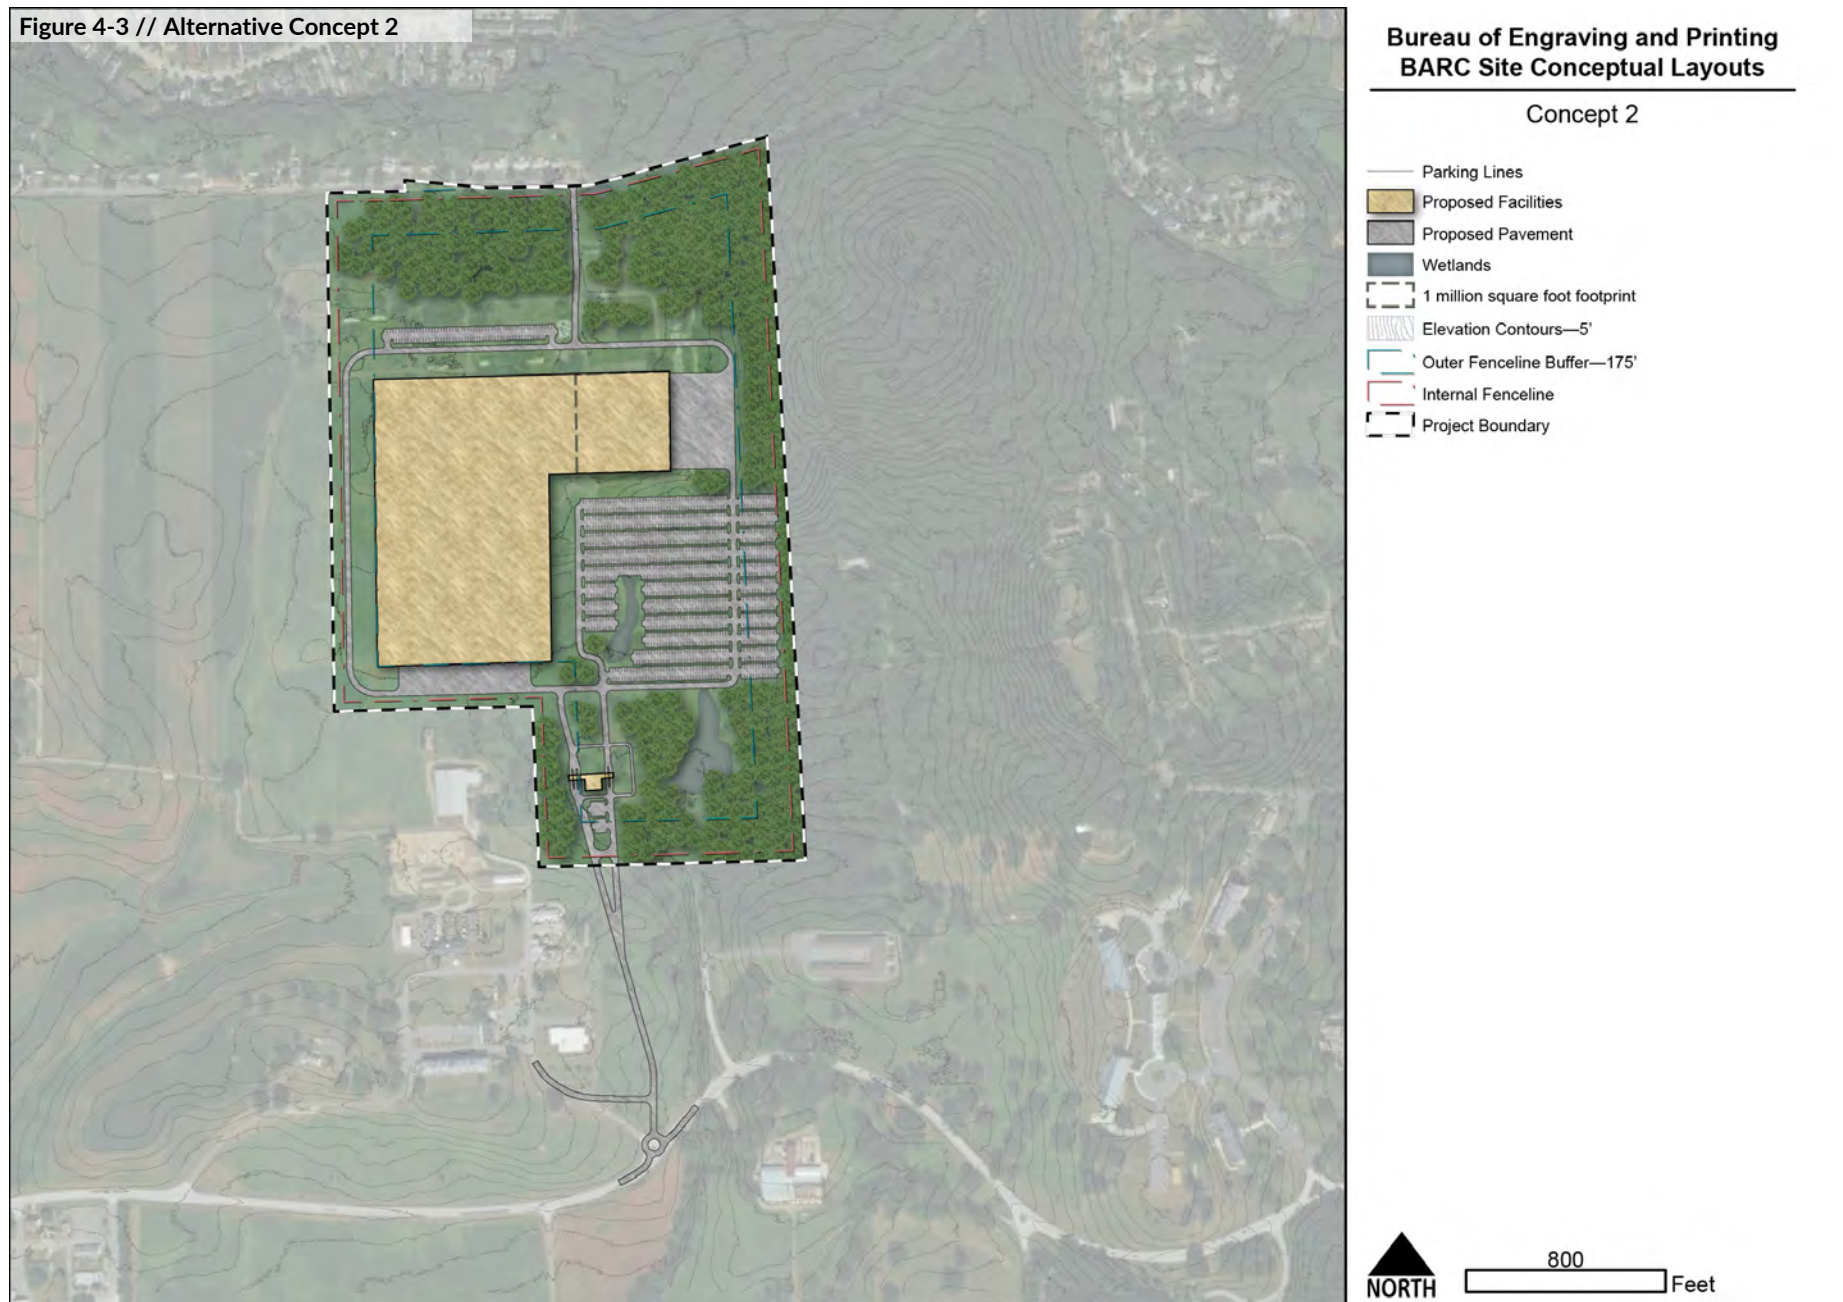 Figure 4-3 // Alternative Concept 2
Bureau of Engraving and Printing
BARC Site Conceptual Layouts
Concept 2
Parking Lines
Proposed Facilities
Proposed Pavement
Wetlands
1 million square foot footprint
Elevation Contours—5'
Outer Fenceline Buffer—175'
Internal Fenceline
Project Boundary
NORTH
800
Feet